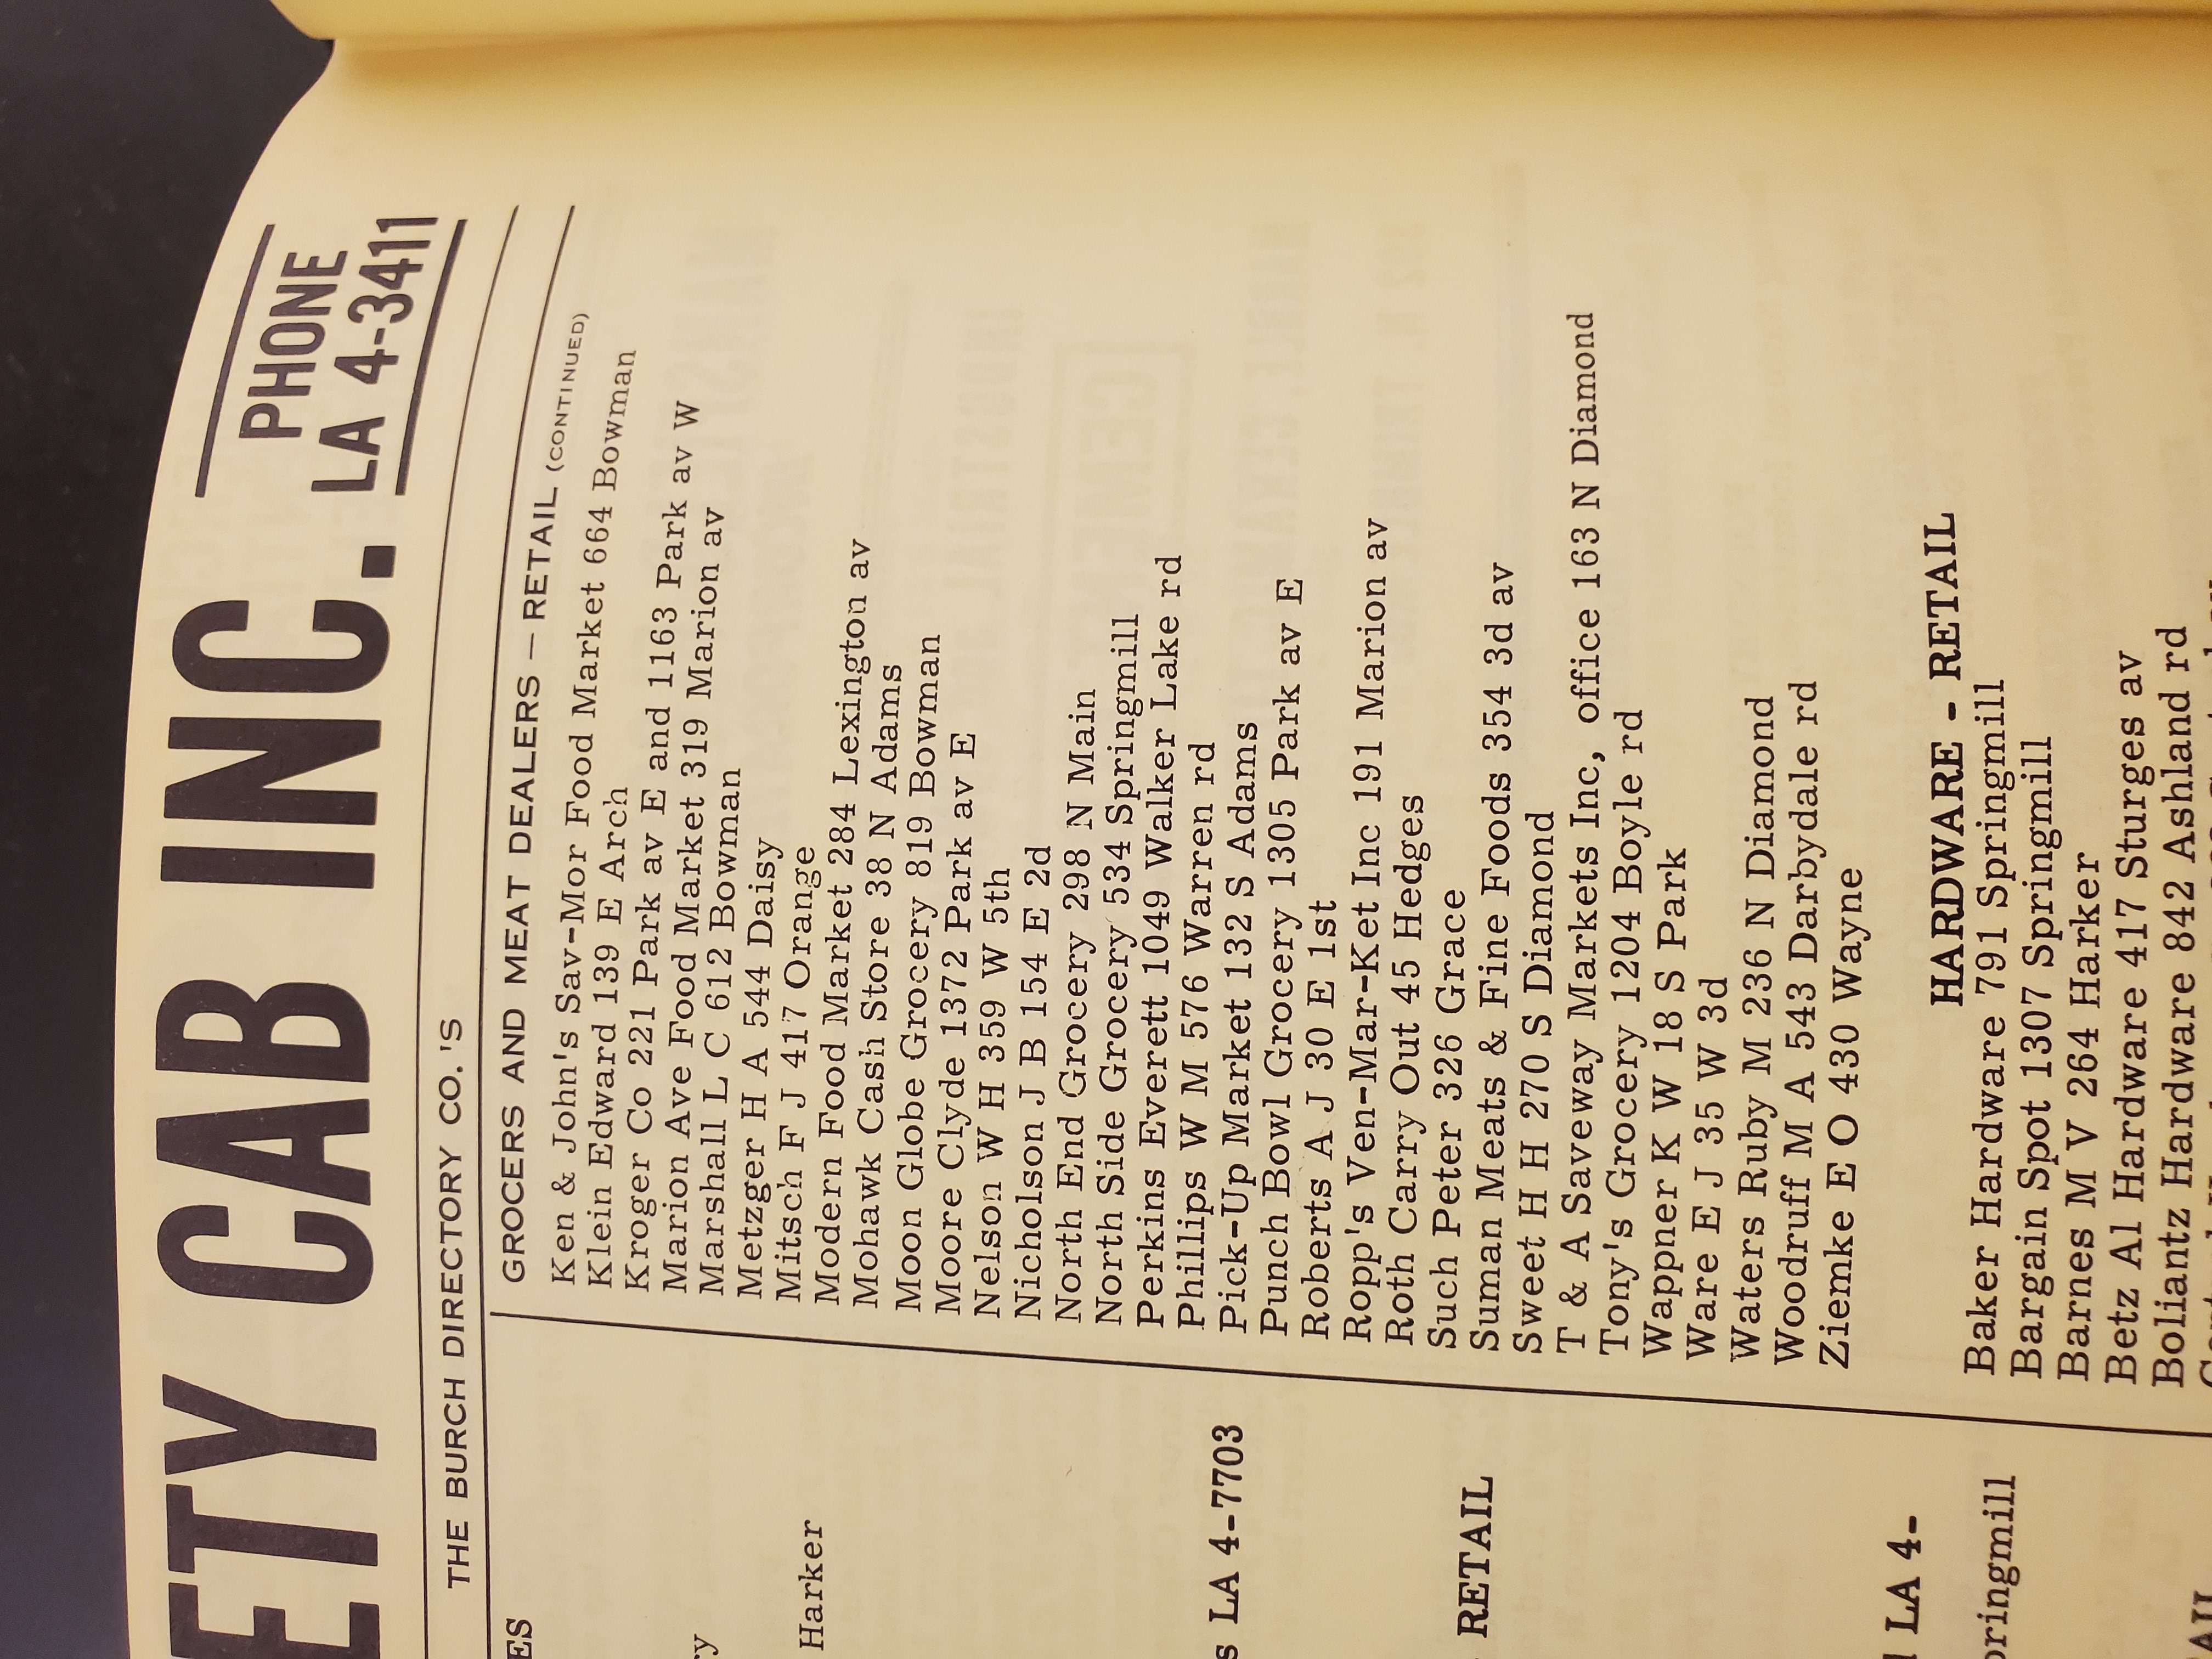 ETY CAB INC.
PHONE
LA 4-3411
THE BURCH DIRECTORY CO.'S
ES
Harker
LA 4-7703
RETAIL
LA 4-
GROCERS AND MEAT DEALERS — RETAIL (CONTINUED)
Ken & John's Sav-Mor Food Market 664 Bowman
Klein Edward 139 E Arch
Kroger Co 221 Park av E and 1163 Park av W
Marion Ave Food Market 319 Marion av
Marshall L C 612 Bowman
Metzger H A 544 Daisy
Mitsch F J 417 Orange
Modern Food Market 284 Lexington av
Mohawk Cash Store 38 N Adams
Moon Globe Grocery 819 Bowman
Moore Clyde 1372 Park av E
Nelson W H 359 W 5th
Nicholson J B 154 E 2d
North End Grocery 298 N Main
North Side Grocery 534 Springmill
Perkins Everett 1049 Walker Lake rd
Phillips W M 576 Warren rd
Pick-Up Market 132 S Adams
Punch Bowl Grocery 1305 Park av E
Roberts A J 30 E 1st
Ropp's Ven-Mar-Ket Inc 191 Marion av
Roth Carry Out 45 Hedges
Such Peter 326 Grace
Suman Meats & Fine Foods 354 3d av
Sweet H H 270 S Diamond
T & A Saveway Markets Inc, office 163 N Diamond
Tony's Grocery 1204 Boyle rd
Wappner K W 18 S Park
Ware E J 35 W 3d
Waters Ruby M 236 N Diamond
Woodruff M A 543 Darbydale rd
Ziemke E O 430 Wayne
HARDWARE - RETAIL
Baker Hardware 791 Springmill
Bargain Spot 1307 Springmill
Barnes M V 264 Harker
Betz Al Hardware 417 Sturges av
Boliantz Hardware 842 Ashland rd